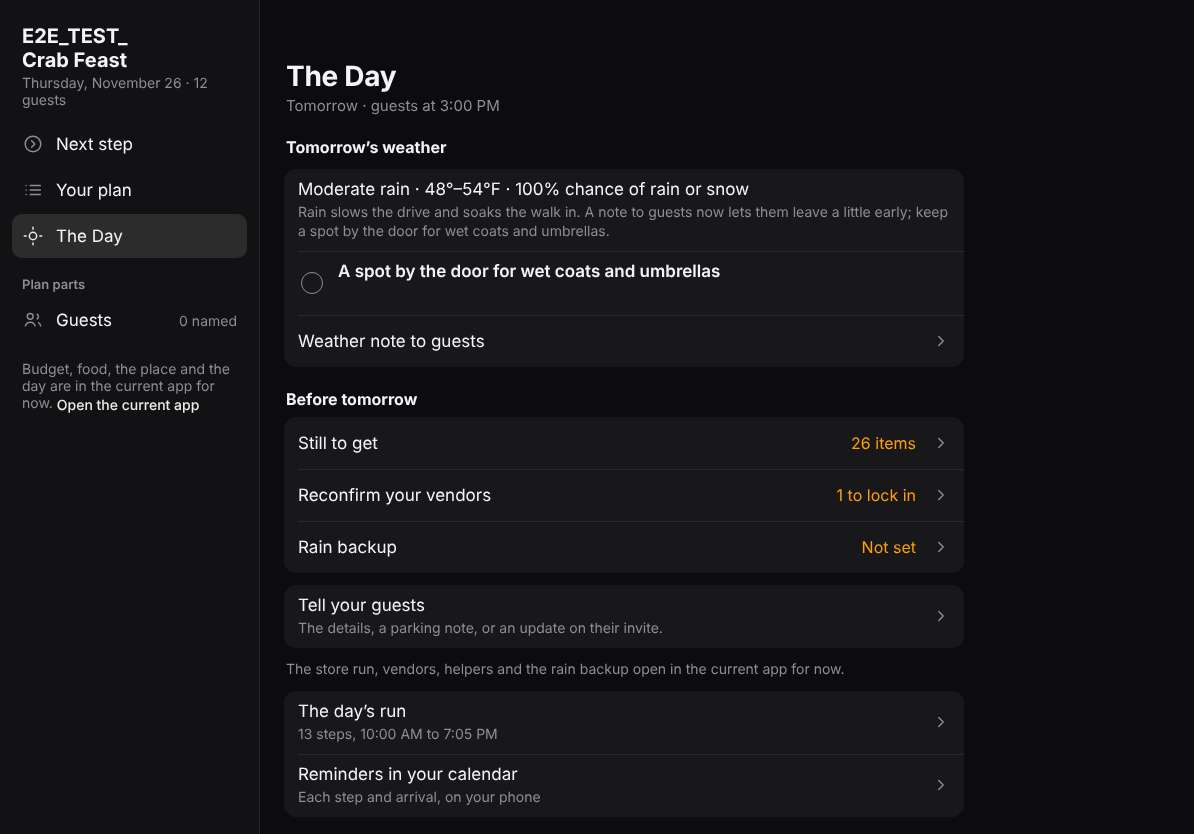 E2E_TEST_
Crab Feast
Thursday, November 26 · 12
guests
Next step
Your plan
The Day
Plan parts
Guests 0 named
Budget, food, the place and the
day are in the current app for
now. Open the current app
The Day
Tomorrow · guests at 3:00 PM
Tomorrow’s weather
Moderate rain · 48°–54°F · 100% chance of rain or snow
Rain slows the drive and soaks the walk in. A note to guests now lets them leave a little early; keep
a spot by the door for wet coats and umbrellas.
A spot by the door for wet coats and umbrellas
Weather note to guests
Before tomorrow
Still to get 26 items
Reconfirm your vendors 1 to lock in
Rain backup Not set
Tell your guests
The details, a parking note, or an update on their invite.
The store run, vendors, helpers and the rain backup open in the current app for now.
The day’s run
13 steps, 10:00 AM to 7:05 PM
Reminders in your calendar
Each step and arrival, on your phone